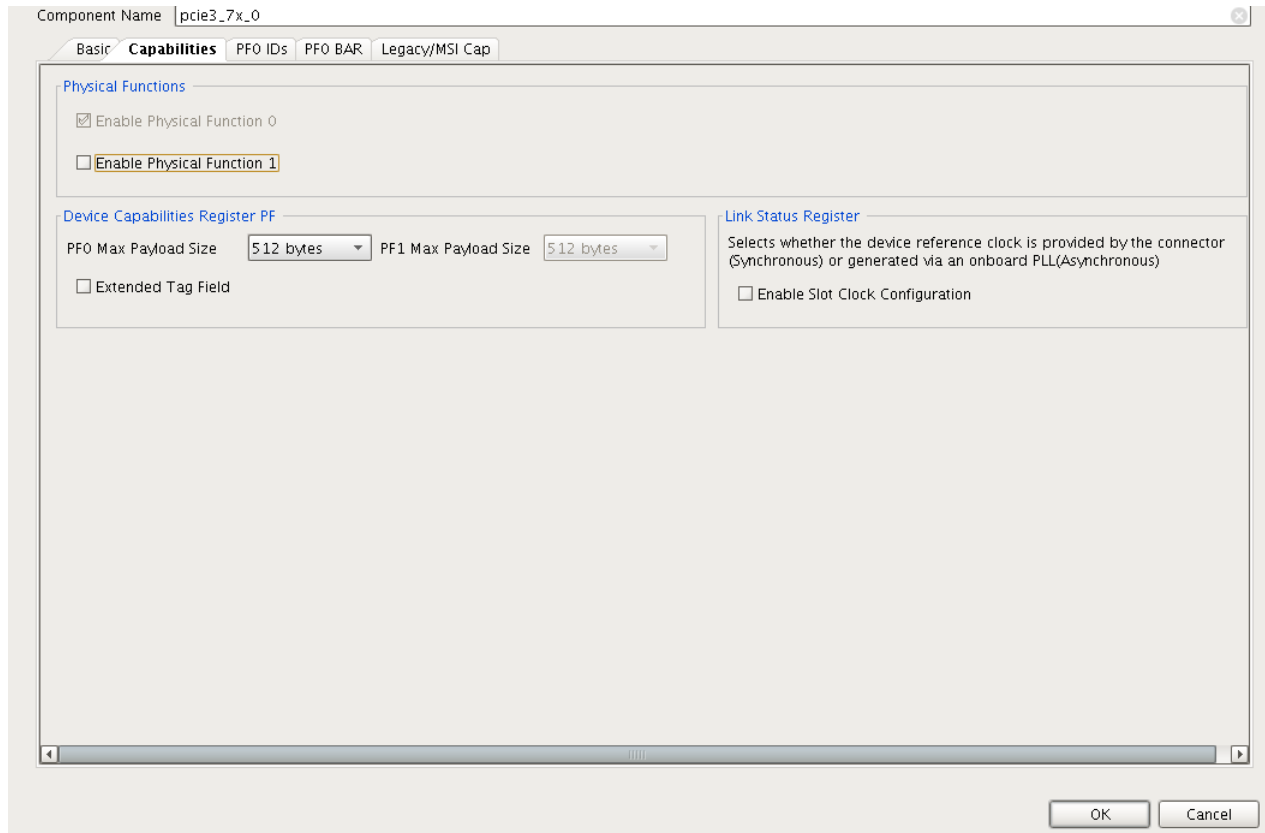 Component Name pcie3_7x_0
Basic Capabilities PF0 IDs PF0 BAR Legacy/MSI Cap
Physical Functions
Enable Physical Function 0
Enable Physical Function 1
Device Capabilities Register PF
PF0 Max Payload Size 512 bytes PF1 Max Payload Size 512 bytes
Extended Tag Field
Link Status Register
Selects whether the device reference clock is provided by the connector
(Synchronous) or generated via an onboard PLL(Asynchronous)
Enable Slot Clock Configuration
OK Cancel